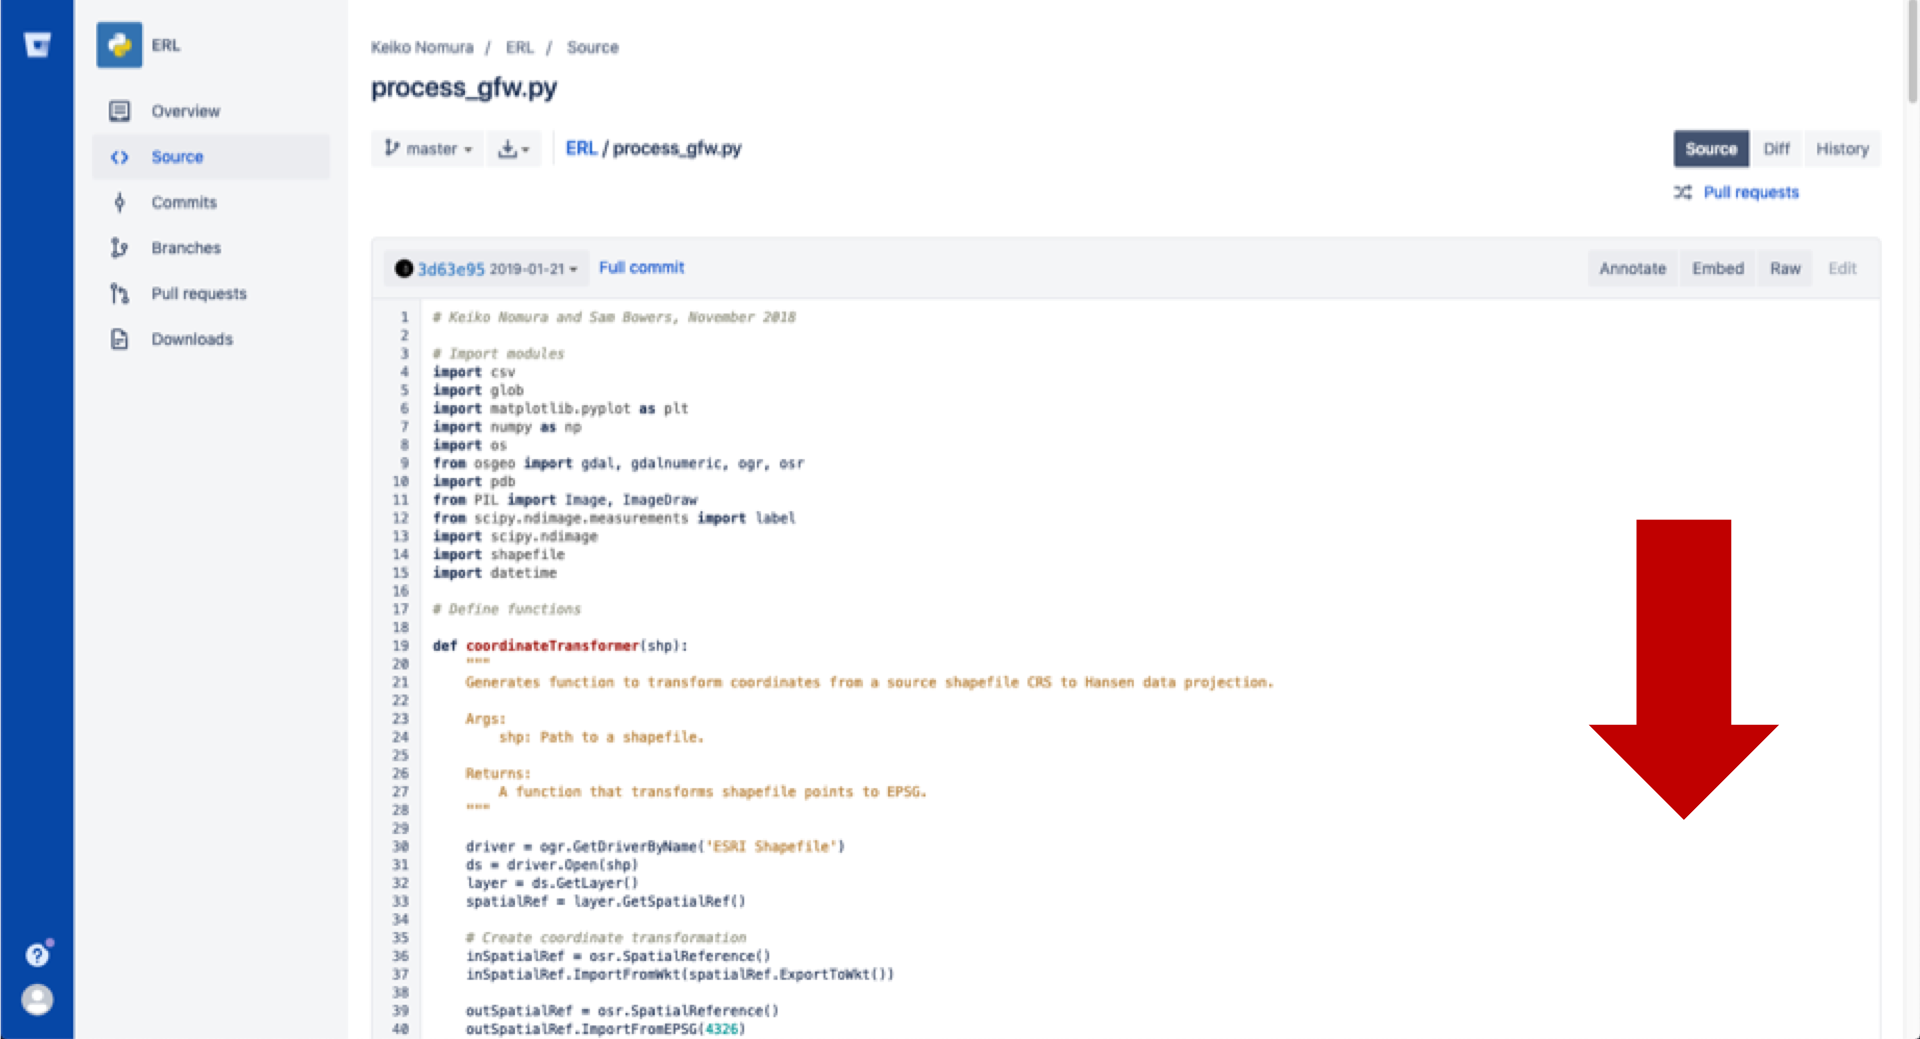 ERL
Overview
Source
Commits
Branches
Pull requests
Downloads
Keiko Nomura / ERL / Source
process_gfw.py
master
ERL / process_gfw.py
Source Diff History
Pull requests
3d63e95 2019-01-21 Full commit
Annotate Embed Raw Edit
1 # Keiko Nomura and Sam Bowers, November 2018
2
3 # Import modules
4 import csv
5 import glob
6 import matplotlib.pyplot as plt
7 import numpy as np
8 import os
9 from osgeo import gdal, gdalnumeric, ogr, osr
10 import pdb
11 from PIL import Image, ImageDraw
12 from scipy.ndimage.measurements import label
13 import scipy.ndimage
14 import shapefile
15 import datetime
16
17 # Define functions
18
19 def coordinateTransformer(shp):
20 """
21 Generates function to transform coordinates from a source shapefile CRS to Hansen data projection.
22
23 Args:
24 shp: Path to a shapefile.
25
26 Returns:
27 A function that transforms shapefile points to EPSG.
28 """
29
30 driver = ogr.GetDriverByName('ESRI Shapefile')
31 ds = driver.Open(shp)
32 layer = ds.GetLayer()
33 spatialRef = layer.GetSpatialRef()
34
35 # Create coordinate transformation
36 inSpatialRef = osr.SpatialReference()
37 inSpatialRef.ImportFromWkt(spatialRef.ExportToWkt())
38
39 outSpatialRef = osr.SpatialReference()
40 outSpatialRef.ImportFromEPSG(4326)